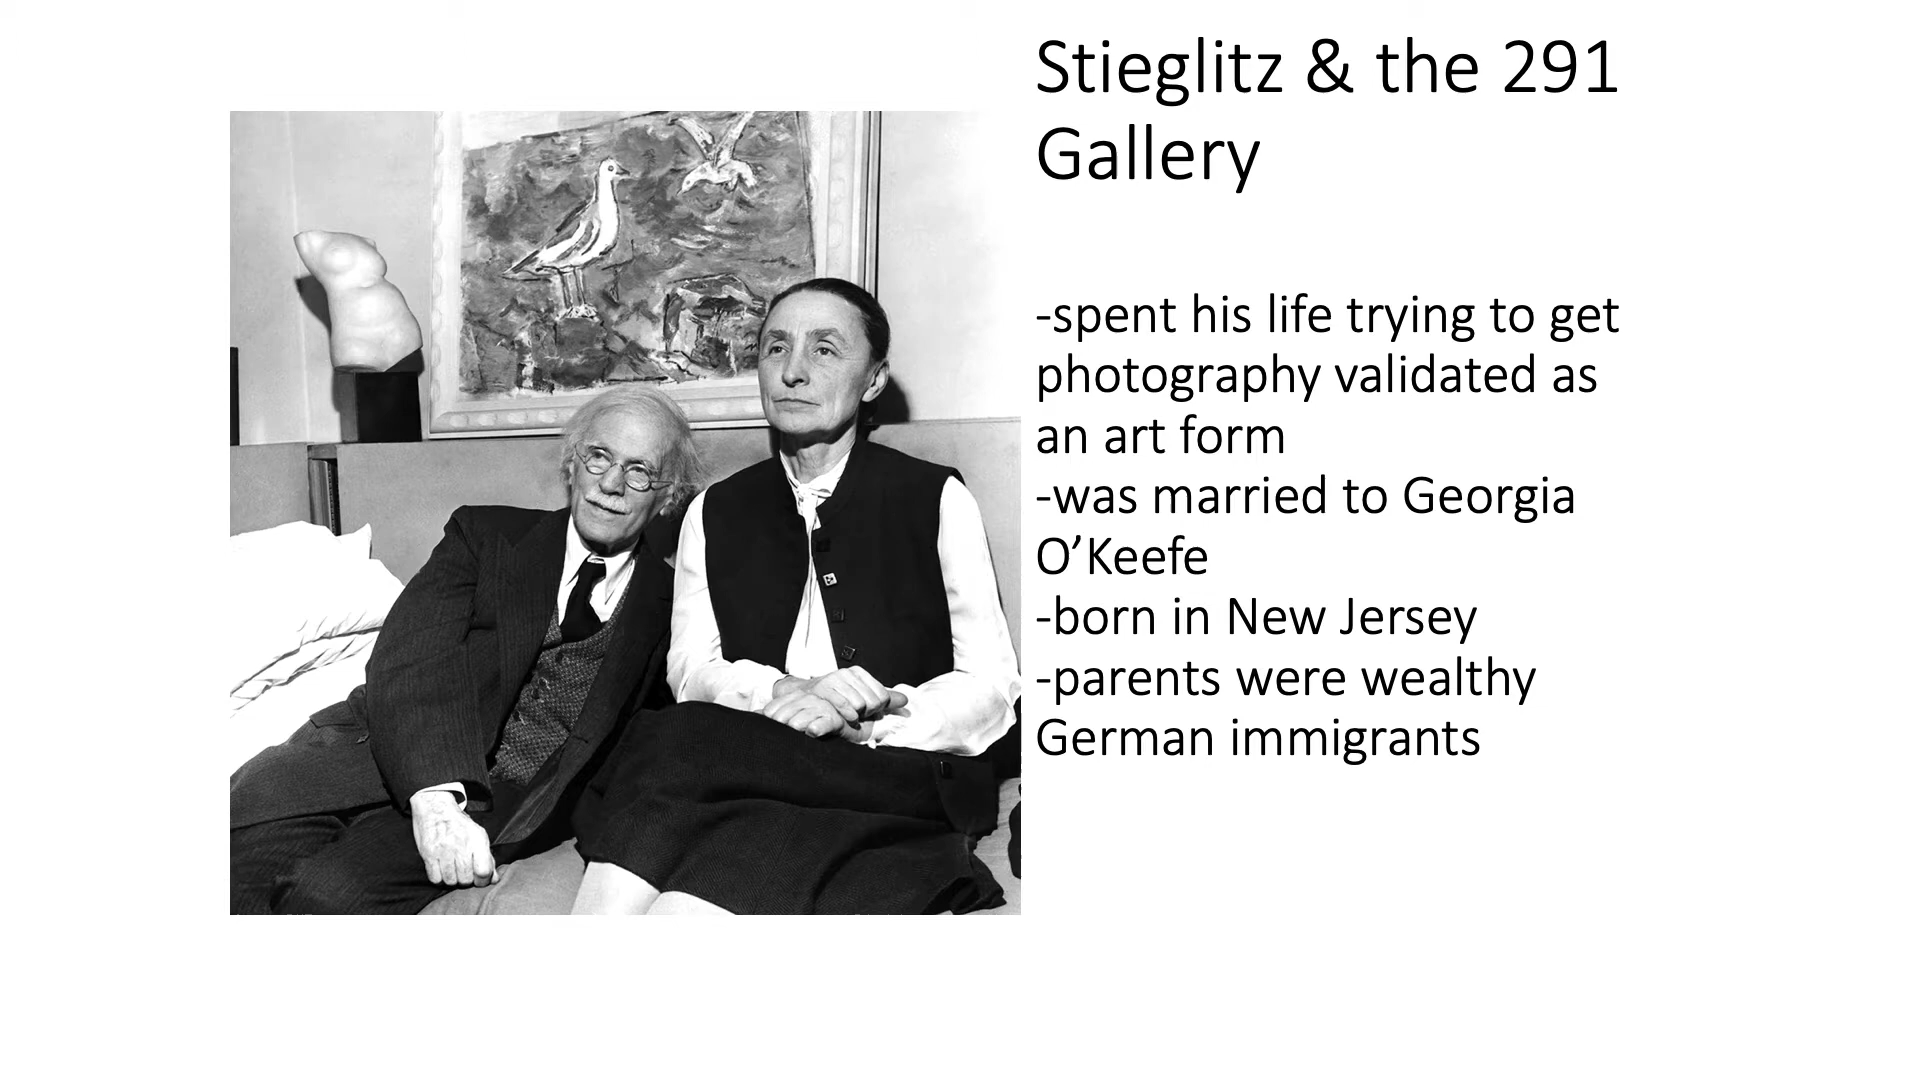 Stieglitz & the 291
Gallery
-spent his life trying to get
photography validated as
an art form
-was married to Georgia
O’Keefe
-born in New Jersey
-parents were wealthy
German immigrants